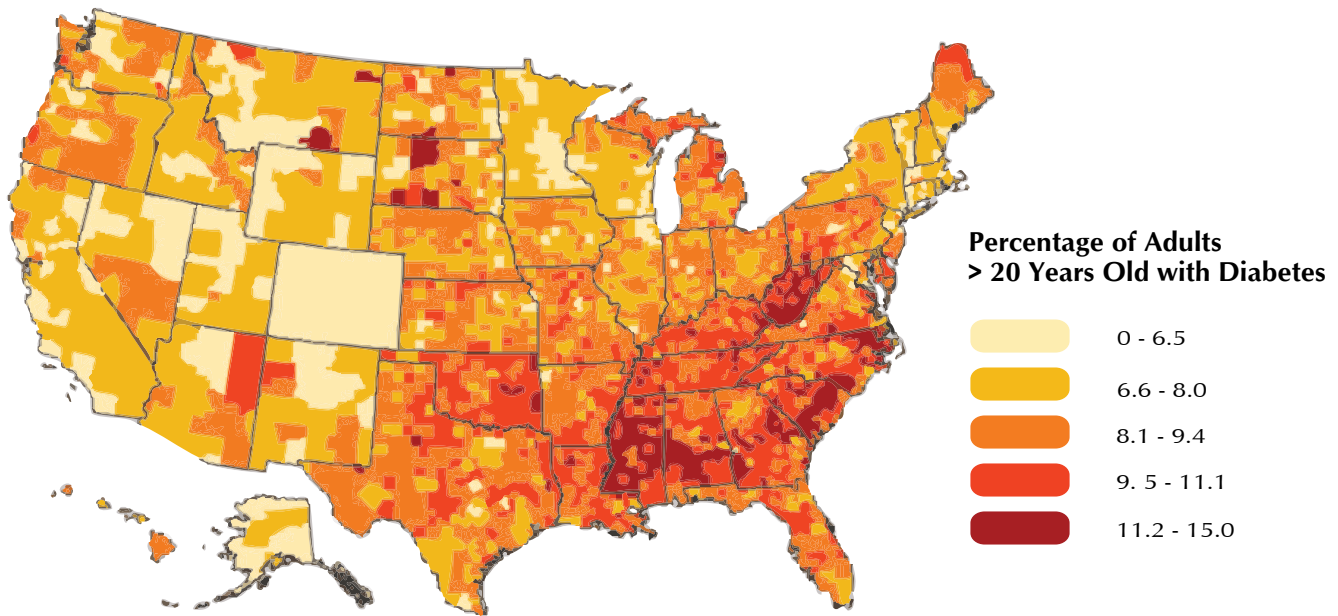 Percentage of Adults
> 20 Years Old with Diabetes
0 - 6.5
6.6 - 8.0
8.1 - 9.4
9. 5 - 11.1
11.2 - 15.0